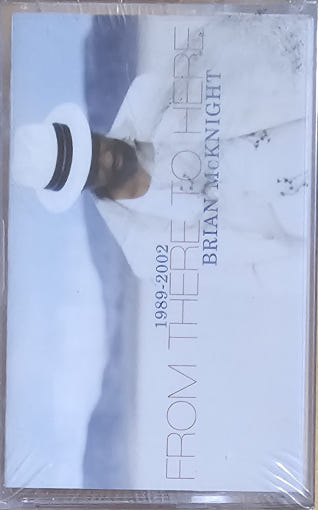 1989-2002
FROM THERE TO HERE
BRIAN McKNIGHT